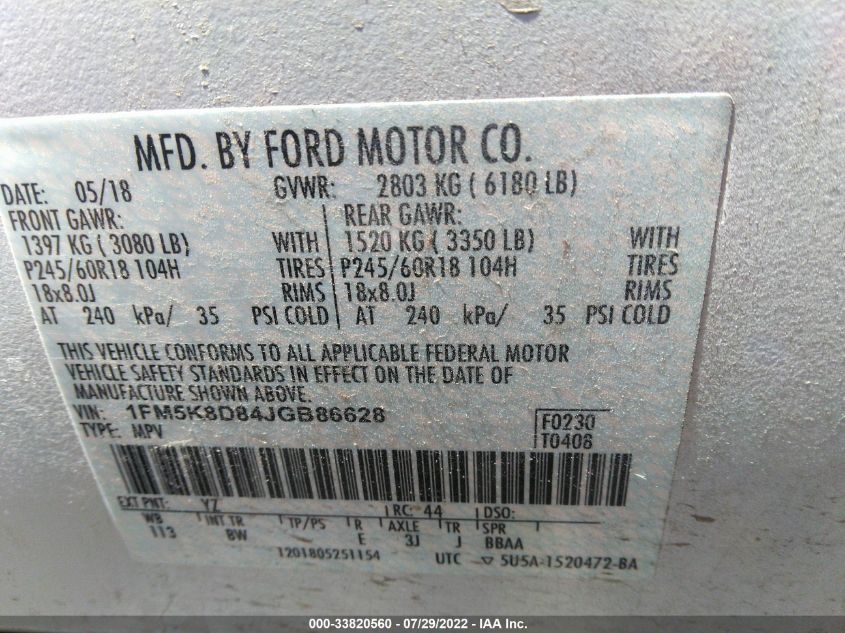 MFD. BY FORD MOTOR CO.
DATE: 05/18 GVWR: 2803 KG ( 6180 LB)
FRONT GAWR: REAR GAWR:
1397 KG ( 3080 LB) WITH 1520 KG ( 3350 LB) WITH
P245/60R18 104H TIRES P245/60R18 104H TIRES
18x8.0J RIMS 18x8.0J RIMS
AT 240 kPa/ 35 PSI COLD AT 240 kPa/ 35 PSI COLD
THIS VEHICLE CONFORMS TO ALL APPLICABLE FEDERAL MOTOR
VEHICLE SAFETY STANDARDS IN EFFECT ON THE DATE OF
MANUFACTURE SHOWN ABOVE.
VIN: 1FM5K8D84JGB86628 F0230
TYPE: MPV T0408
EXT PNT: YZ RC: 44 DSO:
WB INT TR TP/PS R AXLE TR SPR
113 BW E 3J J BBAA
1201805251154 UTC ▽ 5U5A-1520472-BA
000-33820560 - 07/29/2022 - IAA Inc.